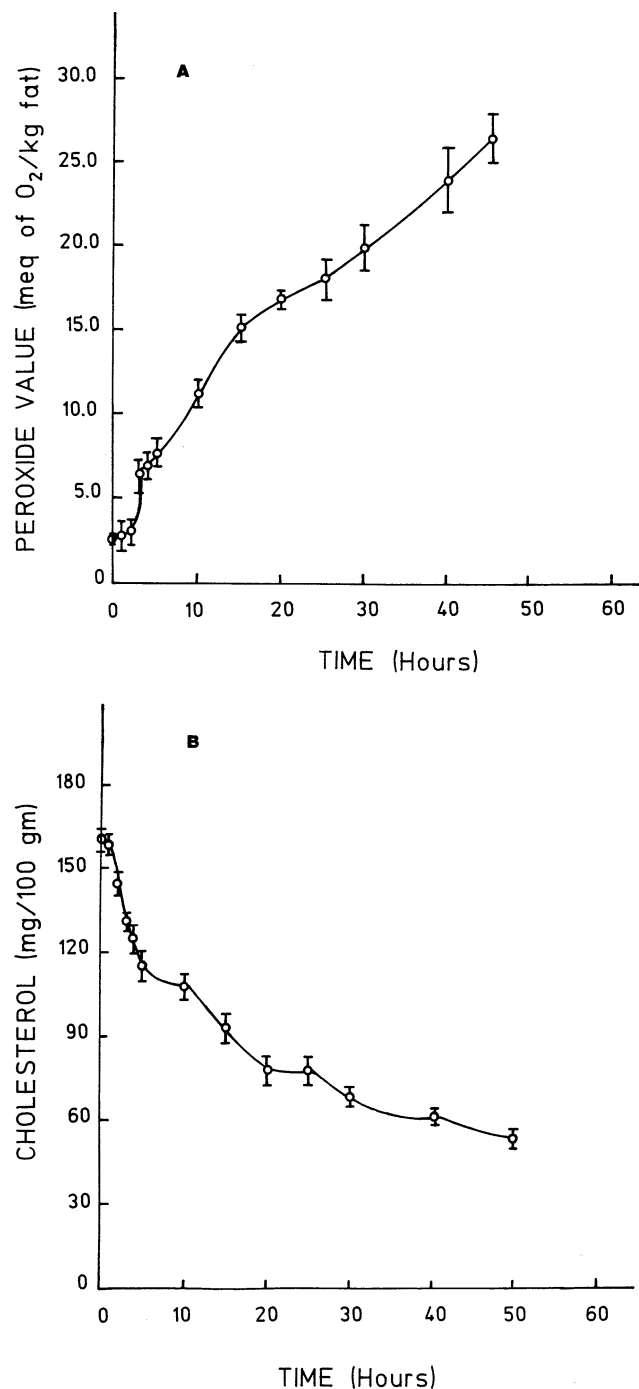 A
PEROXIDE VALUE (meq of O2/kg fat)
30.0
25.0
20.0
15.0
10.0
5.0
0
0 10 20 30 40 50 60
TIME (Hours)
B
CHOLESTEROL (mg/100 gm)
180
150
120
90
60
30
0
0 10 20 30 40 50 60
TIME (Hours)